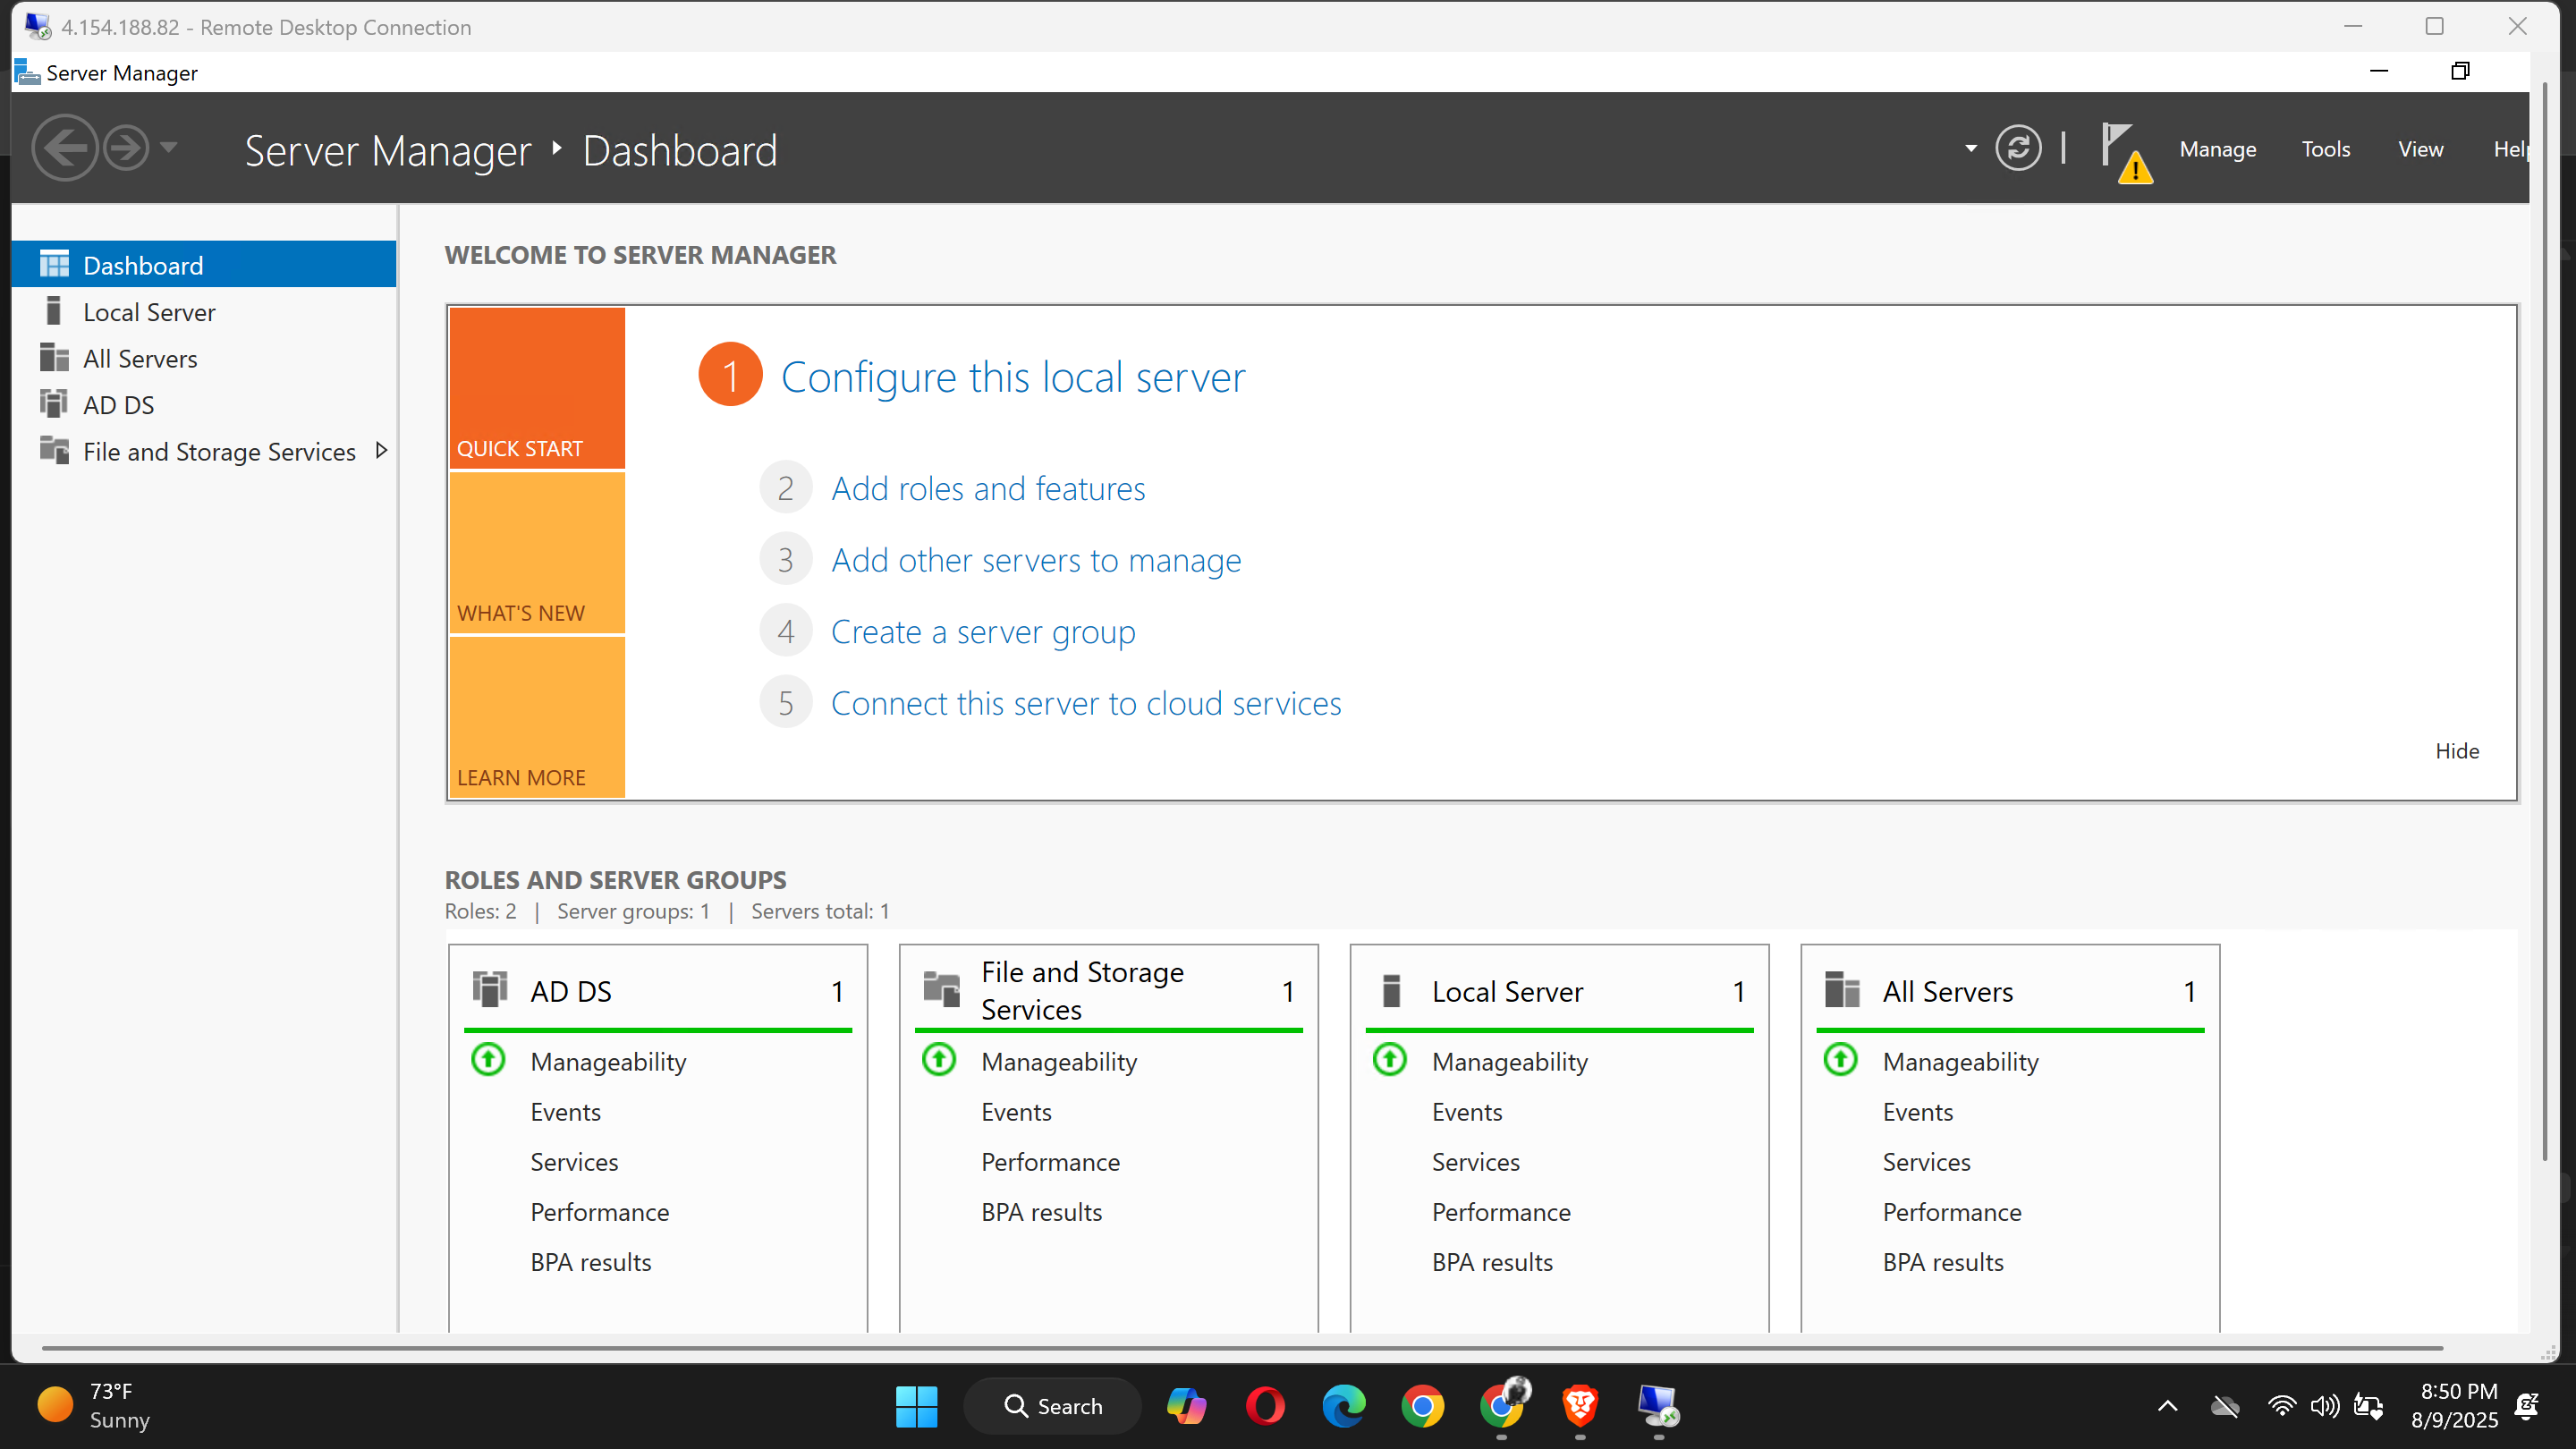 4.154.188.82 - Remote Desktop Connection
Server Manager
Server Manager ‣ Dashboard
Manage
Tools
View
Help
Dashboard
Local Server
All Servers
AD DS
File and Storage Services
WELCOME TO SERVER MANAGER
QUICK START
WHAT'S NEW
LEARN MORE
1 Configure this local server
2 Add roles and features
3 Add other servers to manage
4 Create a server group
5 Connect this server to cloud services
Hide
ROLES AND SERVER GROUPS
Roles: 2 | Server groups: 1 | Servers total: 1
AD DS 1
Manageability
Events
Services
Performance
BPA results
File and Storage
Services 1
Manageability
Events
Performance
BPA results
Local Server 1
Manageability
Events
Services
Performance
BPA results
All Servers 1
Manageability
Events
Services
Performance
BPA results
73°F
Sunny
Search
8:50 PM
8/9/2025